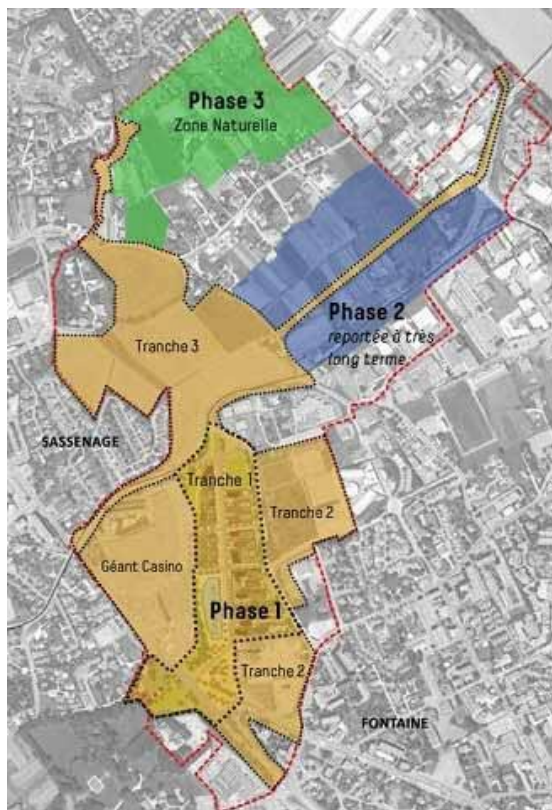 Phase 3
Zone Naturelle
Phase 2
reportée à très
long terme
Tranche 3
SASSENAGE
Tranche 1
Tranche 2
Géant Casino
Phase 1
Tranche 2
FONTAINE